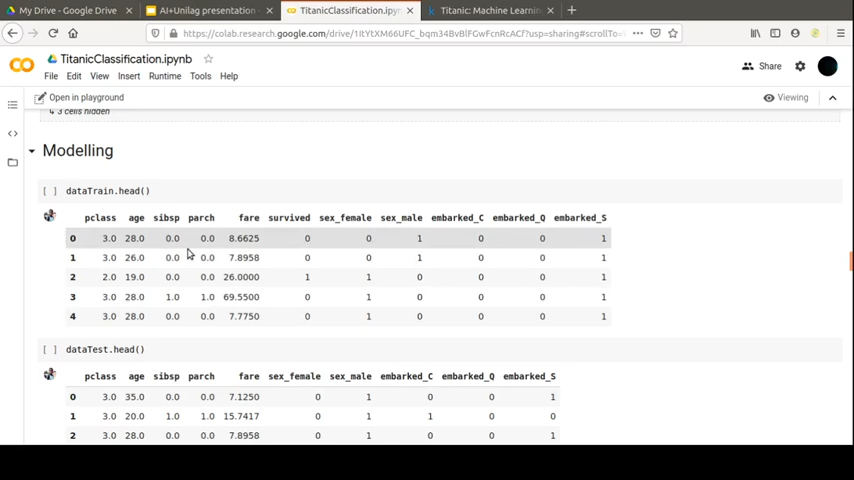 My Drive - Google Drive
AI+Unilag presentation
TitanicClassification.ipyn
Titanic: Machine Learnin
https://colab.research.google.com/drive/1ItYtXM66UFC_bqm34BvBlFGwFcnRcACf?usp=sharing#scrollTo=
TitanicClassification.ipynb
Share
File Edit View Insert Runtime Tools Help
Open in playground
Viewing
3 cells hidden
Modelling
[ ] dataTrain.head()
pclass age sibsp parch fare survived sex_female sex_male embarked_C embarked_Q embarked_S
0 3.0 28.0 0.0 0.0 8.6625 0 0 1 0 0 1
1 3.0 26.0 0.0 0.0 7.8958 0 0 1 0 0 1
2 2.0 19.0 0.0 0.0 26.0000 1 1 0 0 0 1
3 3.0 28.0 1.0 1.0 69.5500 0 1 0 0 0 1
4 3.0 28.0 0.0 0.0 7.7750 0 1 0 0 0 1
[ ] dataTest.head()
pclass age sibsp parch fare sex_female sex_male embarked_C embarked_Q embarked_S
0 3.0 35.0 0.0 0.0 7.1250 0 1 0 0 1
1 3.0 20.0 1.0 1.0 15.7417 0 1 1 0 0
2 3.0 28.0 0.0 0.0 7.8958 0 1 0 0 1